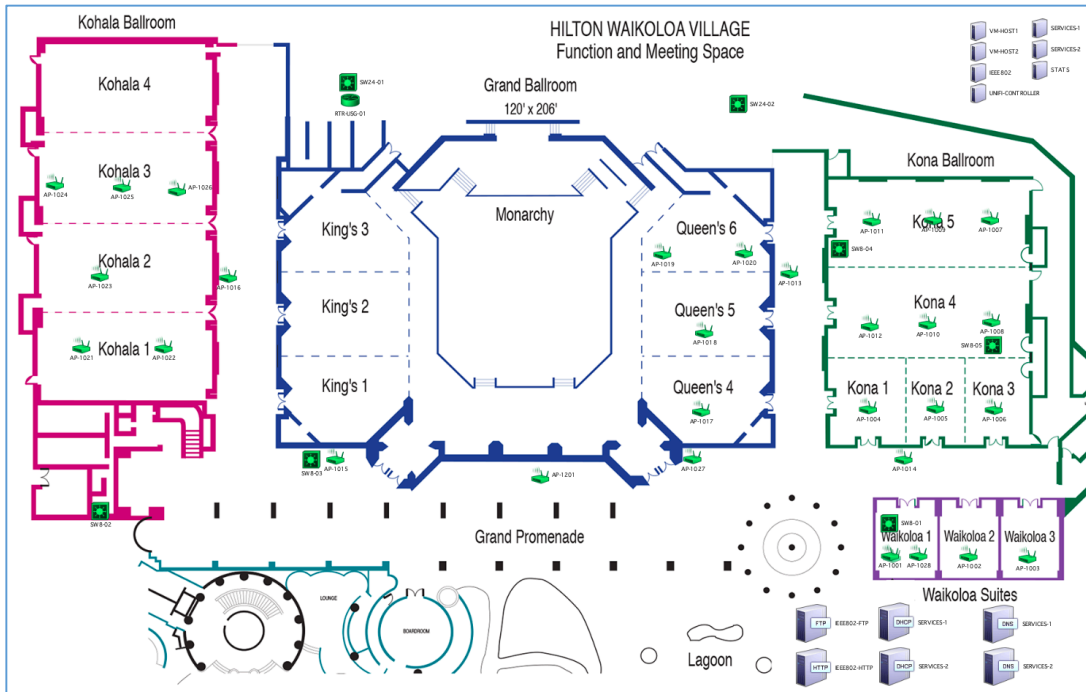 Kohala Ballroom
HILTON WAIKOLOA VILLAGE
Function and Meeting Space
VM-HOST1
SERVICES-1
VM-HOST2
SERVICES-2
IEEE802
STATS
UNIFI-CONTROLLER
Kohala 4
SW24-01
RTR-USG-01
Grand Ballroom
120' x 206'
SW24-02
Kona Ballroom
Kohala 3
AP-1024
AP-1025
AP-1026
King's 3
Monarchy
Queen's 6
AP-1019
AP-1020
AP-1013
AP-1011
AP-1009
AP-1007
Kona 5
SW8-04
Kohala 2
AP-1023
AP-1016
King's 2
Queen's 5
AP-1018
Kona 4
AP-1012
AP-1010
AP-1008
SW8-05
Kohala 1
AP-1021
AP-1022
King's 1
Queen's 4
AP-1017
Kona 1
Kona 2
Kona 3
AP-1004
AP-1005
AP-1006
SW8-03
AP-1015
AP-1201
AP-1027
AP-1014
SW8-02
Grand Promenade
SW8-01
Waikoloa 1
Waikoloa 2
Waikoloa 3
AP-1001
AP-1028
AP-1002
AP-1003
Waikoloa Suites
LOUNGE
BOARDROOM
Lagoon
FTP
IEEE802-FTP
DHCP
SERVICES-1
DNS
SERVICES-1
HTTP
IEEE802-HTTP
DHCP
SERVICES-2
DNS
SERVICES-2